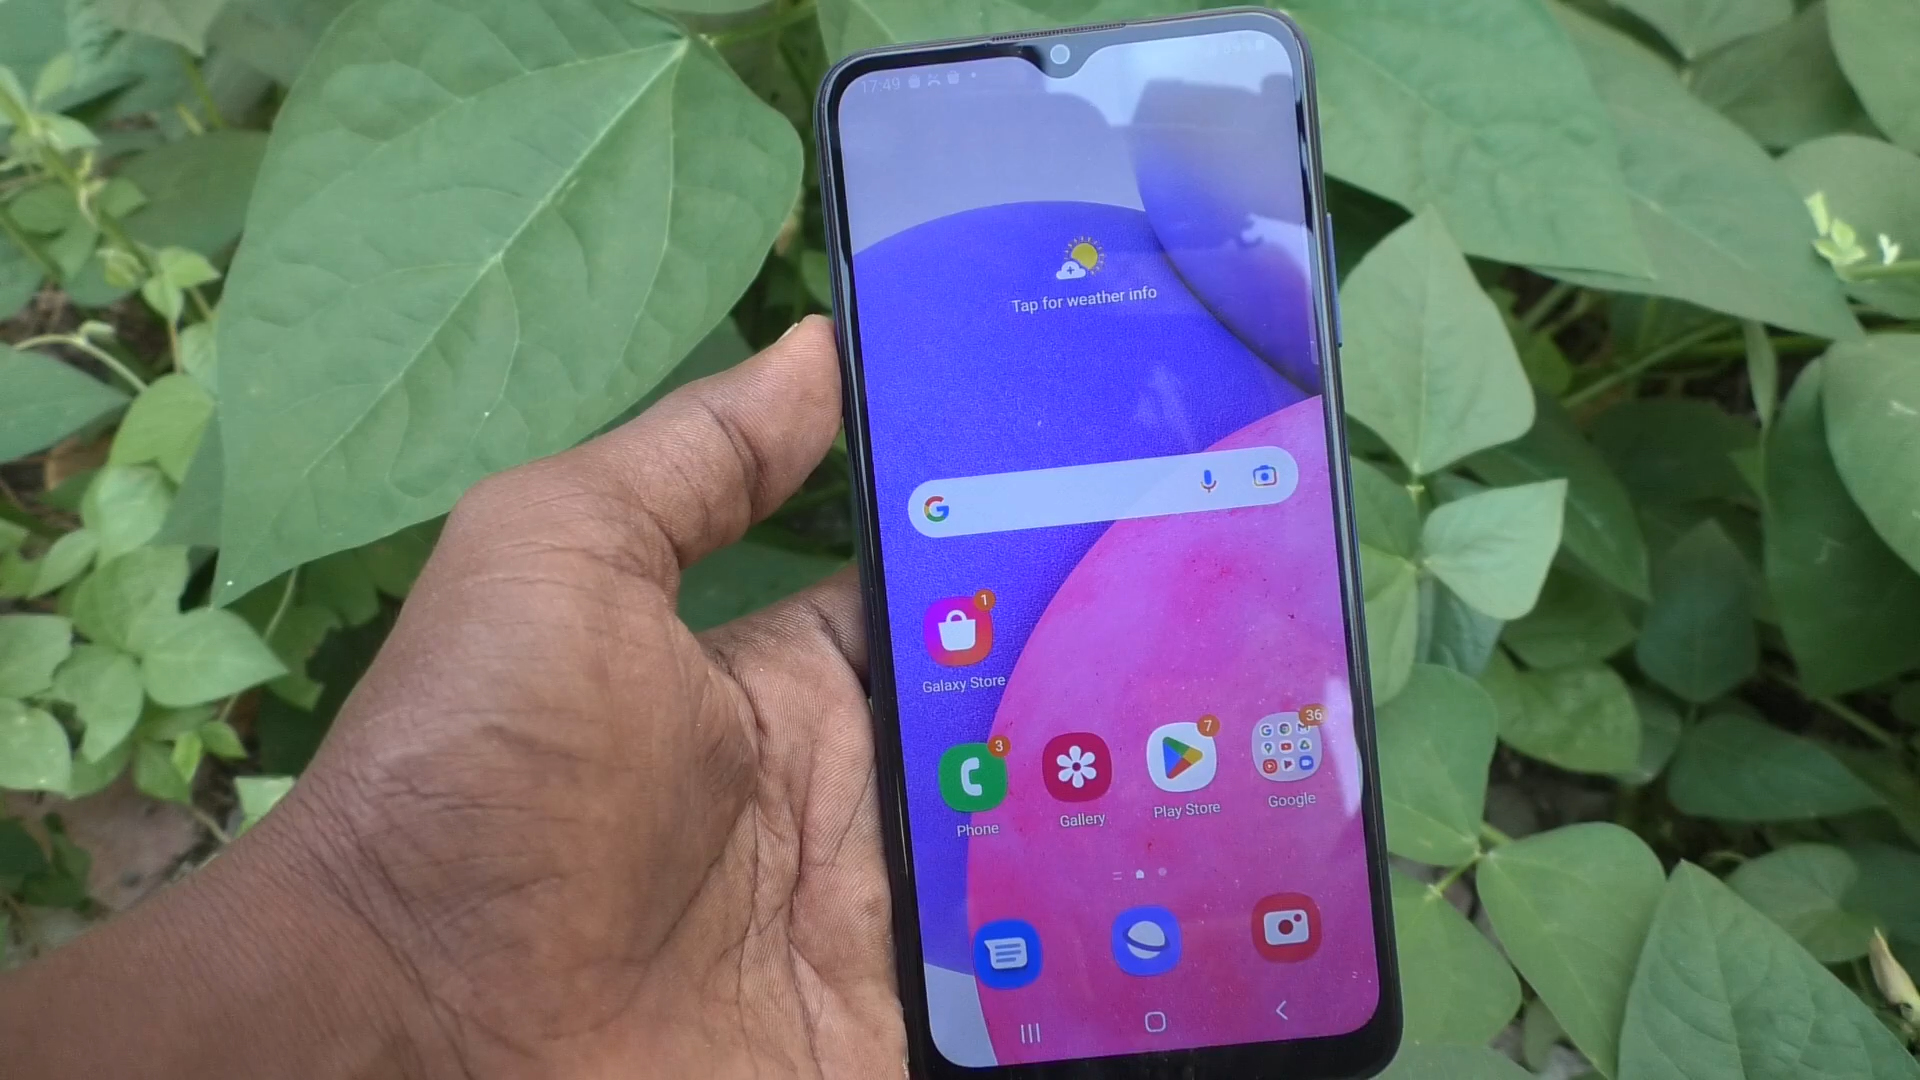 17:49
Tap for weather info
G
1
Galaxy Store
3
7
36
Phone
Gallery
Play Store
Google